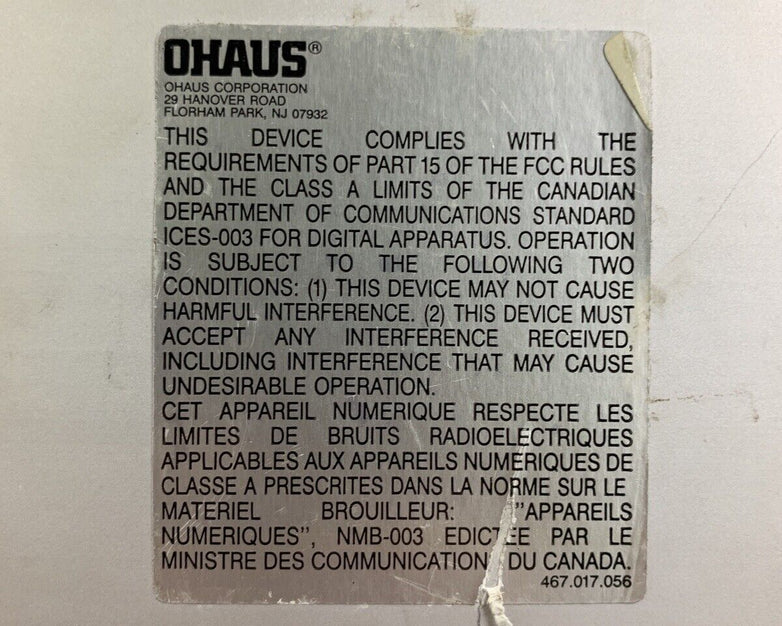 OHAUS®
OHAUS CORPORATION
29 HANOVER ROAD
FLORHAM PARK, NJ 07932
THIS DEVICE COMPLIES WITH THE
REQUIREMENTS OF PART 15 OF THE FCC RULES
AND THE CLASS A LIMITS OF THE CANADIAN
DEPARTMENT OF COMMUNICATIONS STANDARD
ICES-003 FOR DIGITAL APPARATUS. OPERATION
IS SUBJECT TO THE FOLLOWING TWO
CONDITIONS: (1) THIS DEVICE MAY NOT CAUSE
HARMFUL INTERFERENCE. (2) THIS DEVICE MUST
ACCEPT ANY INTERFERENCE RECEIVED,
INCLUDING INTERFERENCE THAT MAY CAUSE
UNDESIRABLE OPERATION.
CET APPAREIL NUMERIQUE RESPECTE LES
LIMITES DE BRUITS RADIOELECTRIQUES
APPLICABLES AUX APPAREILS NUMERIQUES DE
CLASSE A PRESCRITES DANS LA NORME SUR LE
MATERIEL BROUILLEUR: "APPAREILS
NUMERIQUES", NMB-003 EDICTEE PAR LE
MINISTRE DES COMMUNICATION DU CANADA.
467.017.056